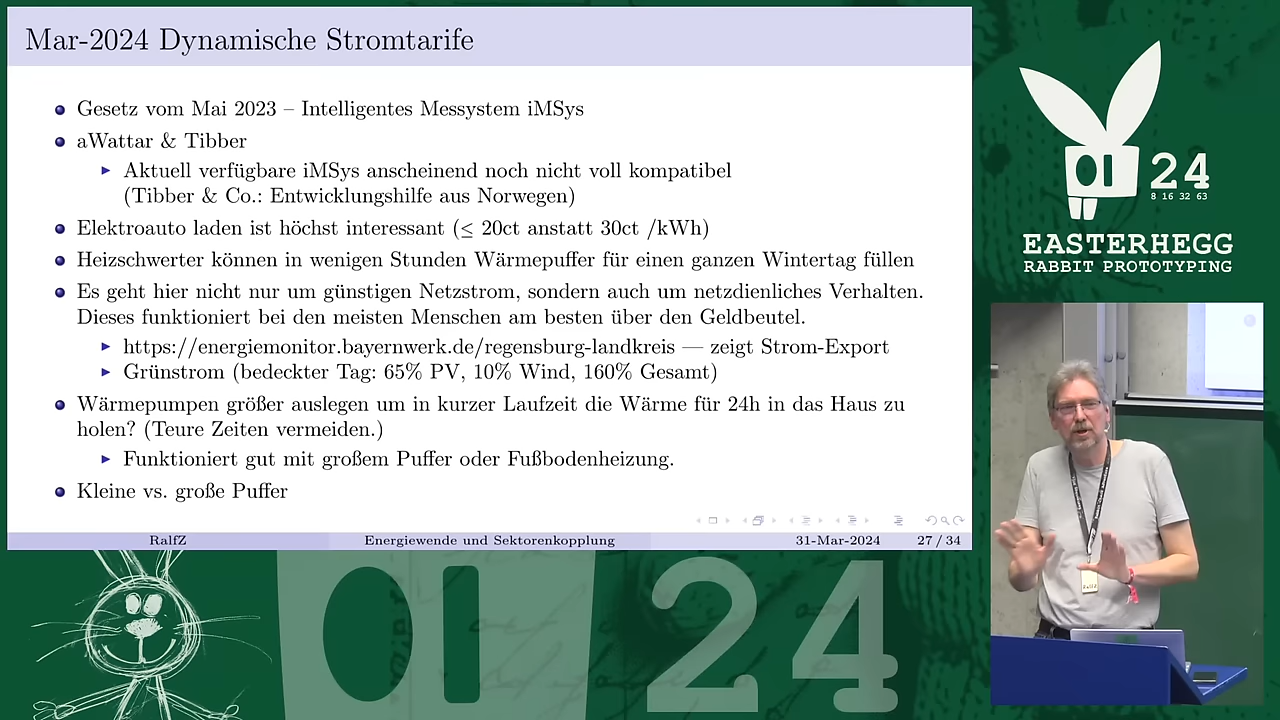 Mar-2024 Dynamische Stromtarife
Gesetz vom Mai 2023 – Intelligentes Messystem iMSys
aWattar & Tibber
Aktuell verfügbare iMSys anscheinend noch nicht voll kompatibel
(Tibber & Co.: Entwicklungshilfe aus Norwegen)
Elektroauto laden ist höchst interessant (≤ 20ct anstatt 30ct /kWh)
Heizschwerter können in wenigen Stunden Wärmepuffer für einen ganzen Wintertag füllen
Es geht hier nicht nur um günstigen Netzstrom, sondern auch um netzdienliches Verhalten.
Dieses funktioniert bei den meisten Menschen am besten über den Geldbeutel.
https://energiemonitor.bayernwerk.de/regensburg-landkreis — zeigt Strom-Export
Grünstrom (bedeckter Tag: 65% PV, 10% Wind, 160% Gesamt)
Wärmepumpen größer auslegen um in kurzer Laufzeit die Wärme für 24h in das Haus zu
holen? (Teure Zeiten vermeiden.)
Funktioniert gut mit großem Puffer oder Fußbodenheizung.
Kleine vs. große Puffer
RalfZ Energiewende und Sektorenkopplung 31-Mar-2024 27 / 34
24
8 16 32 63
EASTERHEGG
RABBIT PROTOTYPING
24